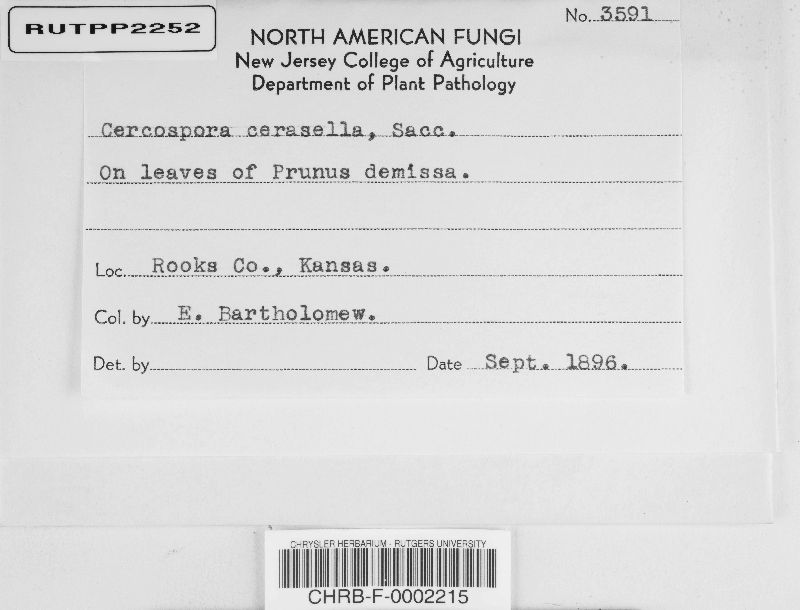 RUTPP2252
No. 3591
NORTH AMERICAN FUNGI
New Jersey College of Agriculture
Department of Plant Pathology
Cercospora cerasella, Sacc.
On leaves of Prunus demissa.
Loc. Rooks Co., Kansas.
Col. by E. Bartholomew.
Det. by Date Sept. 1896.
CHRYSLER HERBARIUM - RUTGERS UNIVERSITY
CHRB-F-0002215